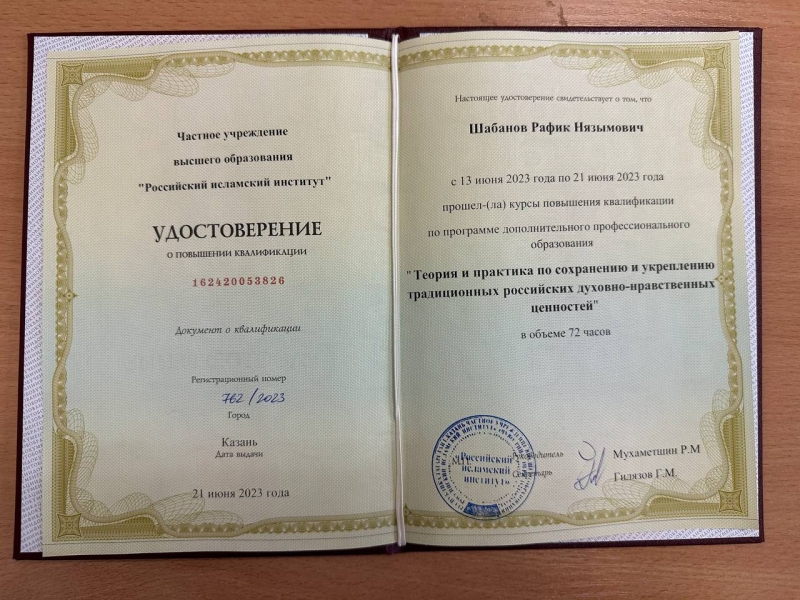 Частное учреждение
высшего образования
"Российский исламский институт"
УДОСТОВЕРЕНИЕ
О ПОВЫШЕНИИ КВАЛИФИКАЦИИ
162420053826
Документ о квалификации
Регистрационный номер
762/2023
Город
Казань
Дата выдачи
21 июня 2023 года
Настоящее удостоверение свидетельствует о том, что
Шабанов Рафик Нязымович
с 13 июня 2023 года по 21 июня 2023 года
прошел-(ла) курсы повышения квалификации
по программе дополнительного профессионального
образования
"Теория и практика по сохранению и укреплению
традиционных российских духовно-нравственных
ценностей"
в объеме 72 часов
Руководитель
Мухаметшин Р.М
Секретарь
Гилязов Г.М.
Российский
исламский
институт